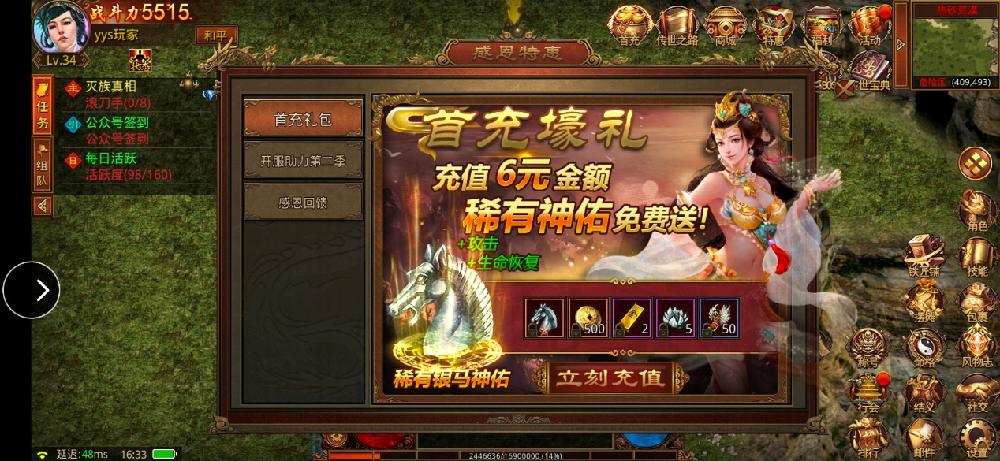 战斗力5515
yys玩家
和平
Lv.34
状态
首充
传世之路
商城
特惠
福利
活动
热砂荒漠
危险区 (409,493)
世宝典
感恩特惠
任务
组队
主 灭族真相
滚刀手(0/8)
引 公众号签到
公众号签到
日 每日活跃
活跃度(98/160)
首充礼包
开服助力第二季
感恩回馈
首充壕礼
充值6元金额
稀有神佑免费送!
+攻击
+生命恢复
500
2
5
50
稀有银马神佑
立刻充值
角色
铁匠铺
技能
摆摊
包裹
称号
命格
风物志
行会
结义
社交
排行
邮件
设置
延迟:48ms 16:33
2446636/16900000 (14%)